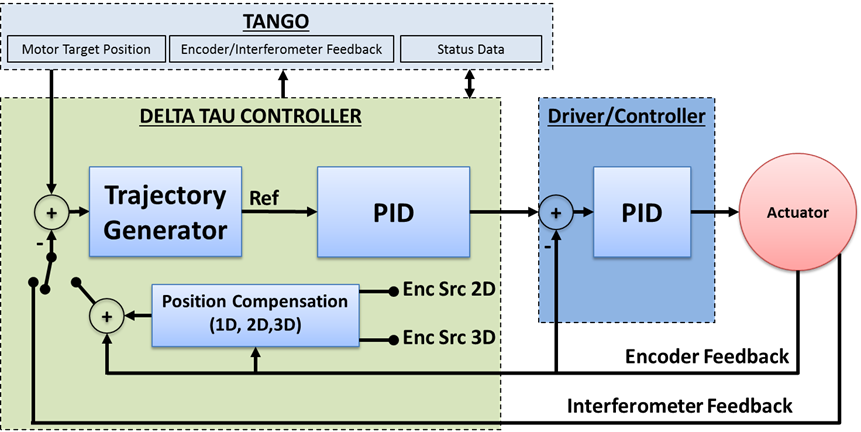 TANGO
Motor Target Position
Encoder/Interferometer Feedback
Status Data
DELTA TAU CONTROLLER
Driver/Controller
Trajectory
Generator
Ref
PID
PID
Actuator
+
-
+
-
Position Compensation
(1D, 2D,3D)
+
Enc Src 2D
Enc Src 3D
Encoder Feedback
Interferometer Feedback